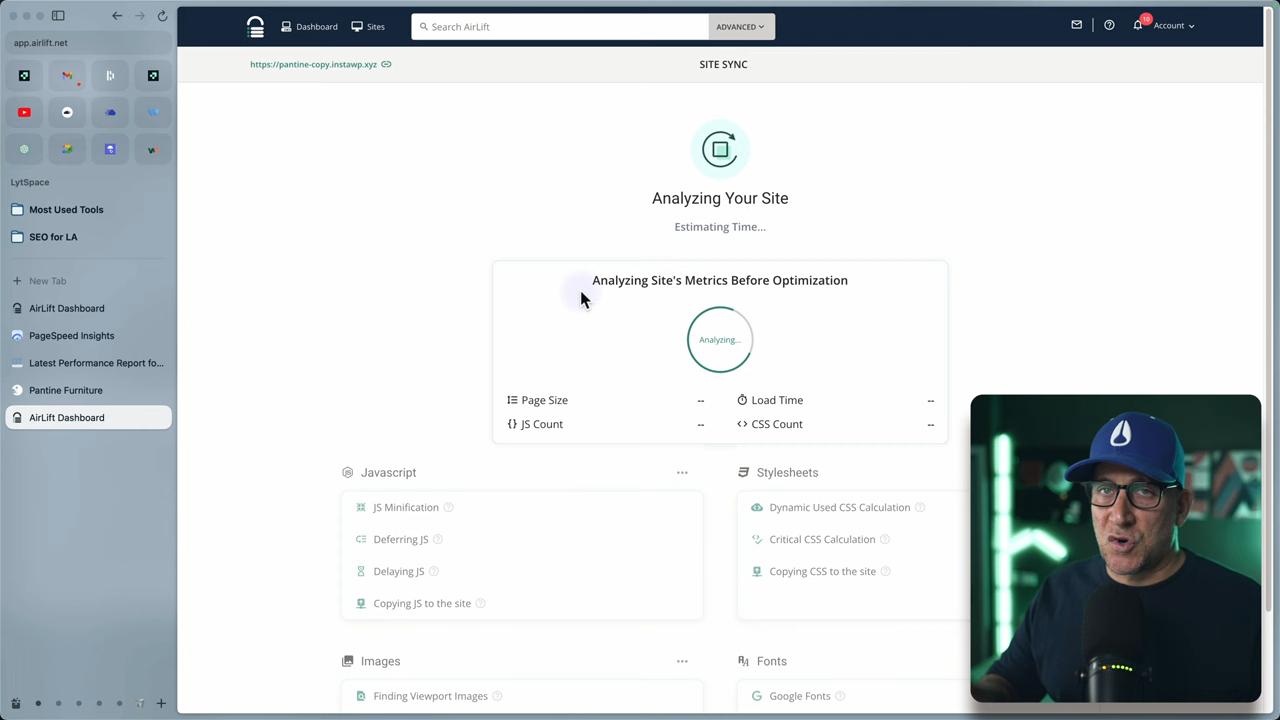 Dashboard
Sites
Search AirLift
ADVANCED
10
Account
app.airlift.net
https://pantine-copy.instawp.xyz
SITE SYNC
LytSpace
Most Used Tools
SEO for LA
New Tab
AirLift Dashboard
PageSpeed Insights
Latest Performance Report fo...
Pantine Furniture
AirLift Dashboard
Analyzing Your Site
Estimating Time...
Analyzing Site's Metrics Before Optimization
Analyzing...
Page Size --
Load Time --
JS Count --
CSS Count --
Javascript
JS Minification
Deferring JS
Delaying JS
Copying JS to the site
Stylesheets
Dynamic Used CSS Calculation
Critical CSS Calculation
Copying CSS to the site
Images
Finding Viewport Images
Fonts
Google Fonts